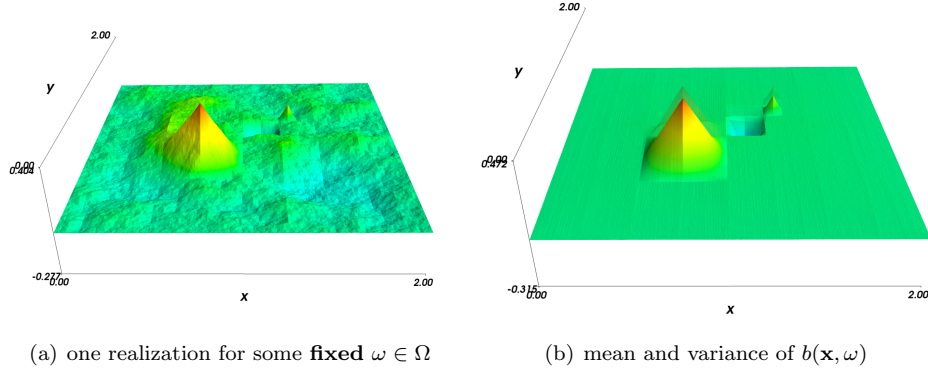 2.00
y
0.00
0.404
-0.277
0.00
x
2.00
2.00
y
0.00
0.472
-0.315
0.00
x
2.00
(a) one realization for some fixed ω ∈ Ω
(b) mean and variance of b(x, ω)